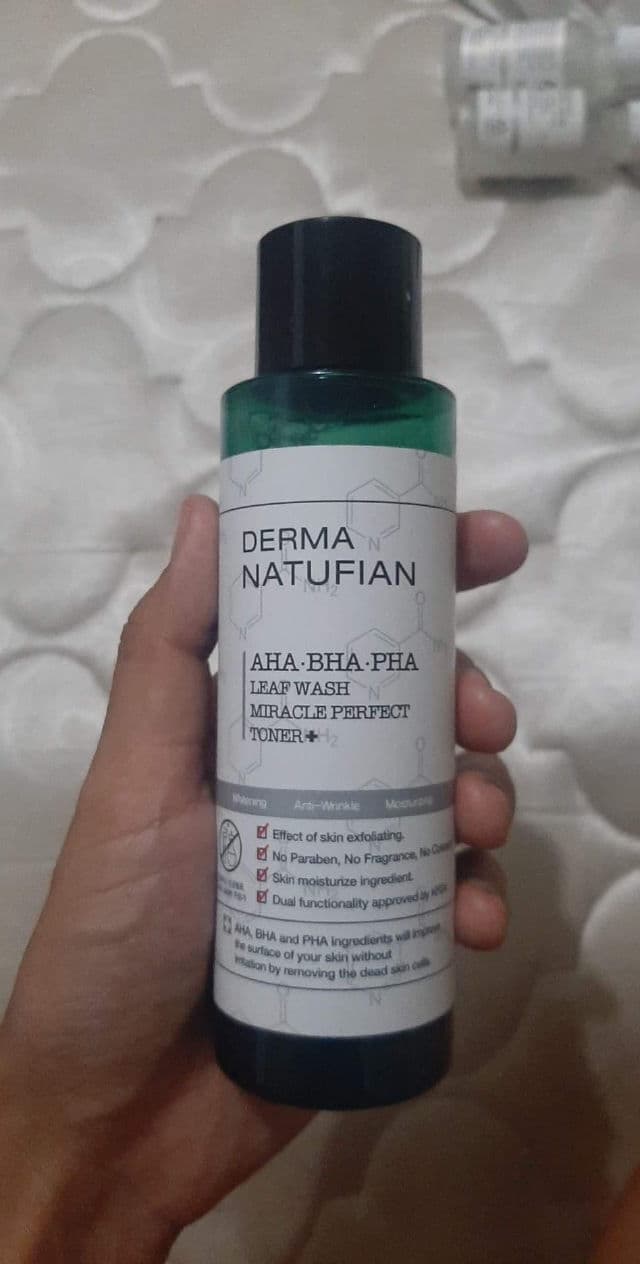 DERMA
NATUFIAN
AHA·BHA·PHA
LEAF WASH
MIRACLE PERFECT
TONER+
Whitening Anti-Wrinkle Moisturizing
Effect of skin exfoliating.
No Paraben, No Fragrance, No
Skin moisturize ingredient.
Dual functionality approved by
AHA, BHA and PHA ingredients will improve
the surface of your skin without
irritation by removing the dead skin cells